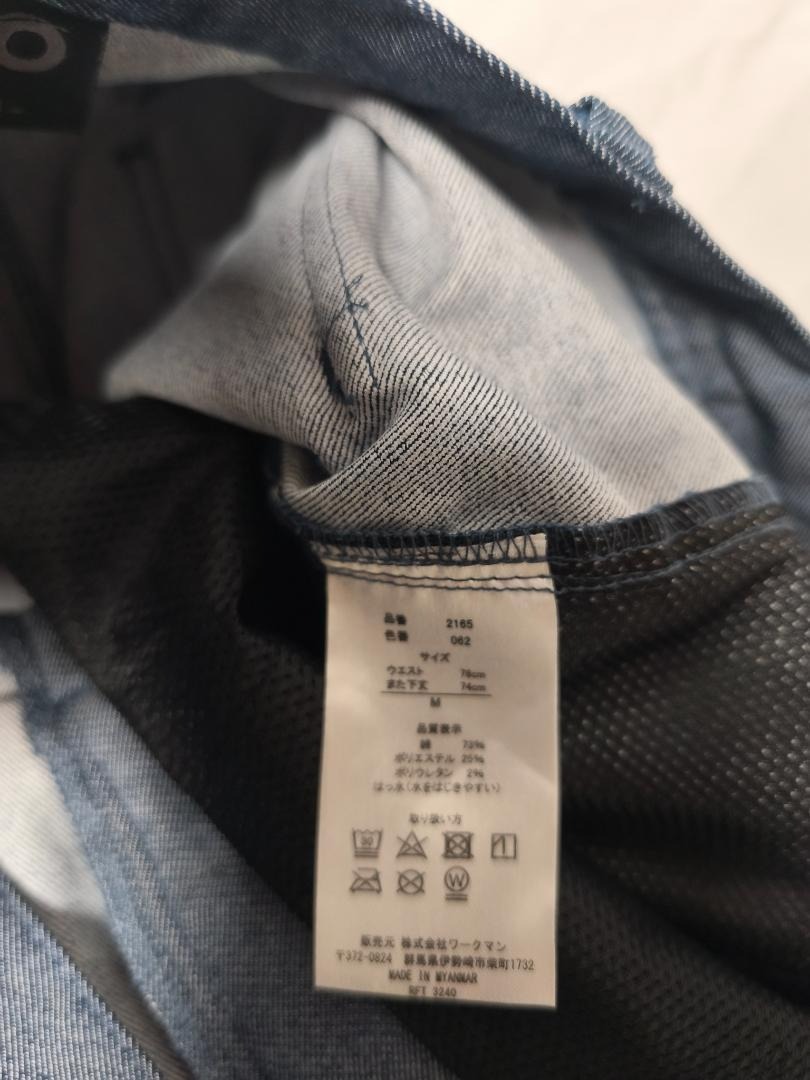 品番 2165
色番 062
サイズ
ウエスト 76cm
また下丈 74cm
M
品質表示
綿 73%
ポリエステル 25%
ポリウレタン 2%
はっ水(水をはじきやすい)
取り扱い方
30
W
販売元 株式会社ワークマン
〒372-0824 群馬県伊勢崎市柴町1732
MADE IN MYANMAR
RFT 3240